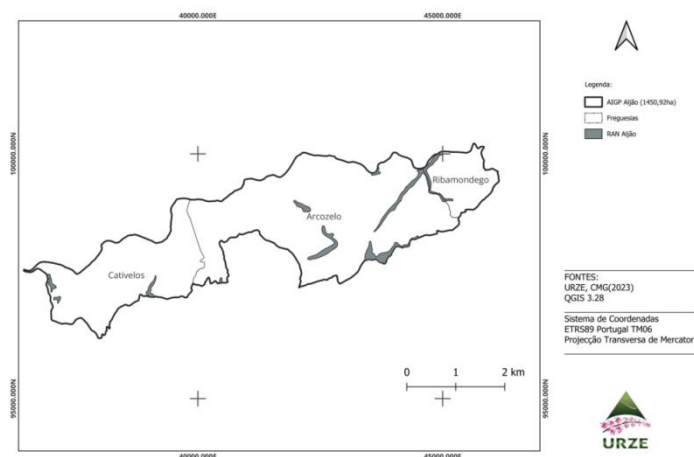 40000.000E
45000.000E
100000.000N
100000.000N
Legenda:
AIGP Aljão (1450,92ha)
Freguesias
RAN Aljão
Ribamondego
Arcozelo
Cativelos
FONTES:
URZE, CMG(2023)
QGIS 3.28
Sistema de Coordenadas
ETRS89 Portugal TM06
Projecção Transversa de Mercator
0 1 2 km
95000.000N
95000.000N
URZE
40000.000E
45000.000E